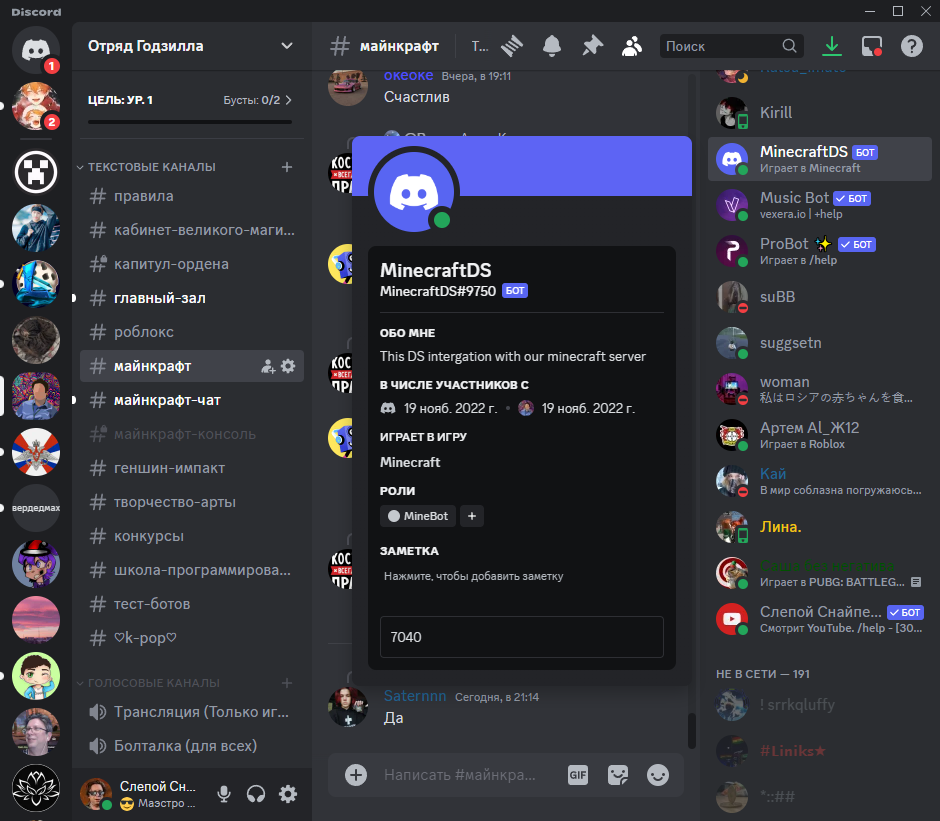 Discord
1
2
вердедмах
Отряд Годзилла
ЦЕЛЬ: УР. 1
Бусты: 0/2
ТЕКСТОВЫЕ КАНАЛЫ
правила
кабинет-великого-маги...
капитул-ордена
главный-зал
роблокс
майнкрафт
майнкрафт-чат
майнкрафт-консоль
геншин-импакт
творчество-арты
конкурсы
школа-программирова...
тест-ботов
♡k-pop♡
ГОЛОСОВЫЕ КАНАЛЫ
Трансляция (Только иг...
Болталка (для всех)
Слепой Сн...
😎 Маэстро ...
майнкрафт
Т...
Поиск
океоке Вчера, в 19:11
Счастлив
MinecraftDS
MinecraftDS#9750 БОТ
ОБО МНЕ
This DS intergation with our minecraft server
В ЧИСЛЕ УЧАСТНИКОВ С
19 нояб. 2022 г. • 19 нояб. 2022 г.
ИГРАЕТ В ИГРУ
Minecraft
РОЛИ
MineBot +
ЗАМЕТКА
Нажмите, чтобы добавить заметку
7040
Saternnn Сегодня, в 21:14
Да
Написать #майнкра...
GIF
Kirill
MinecraftDS БОТ
Играет в Minecraft
Music Bot ✓ БОТ
vexera.io | +help
ProBot ✨ ✓ БОТ
Играет в /help
suBB
suggsetn
woman
私はロシアの赤ちゃんを食...
Артем Al_Ж12
Играет в Roblox
Кай
В мир соблазна погружаюсь...
Лина.
Играет в PUBG: BATTLEG...
Слепой Снайпе... ✓ БОТ
Смотрит YouTube. /help - [30...
НЕ В СЕТИ — 191
! srrkqluffy
#Liniks★
*::##